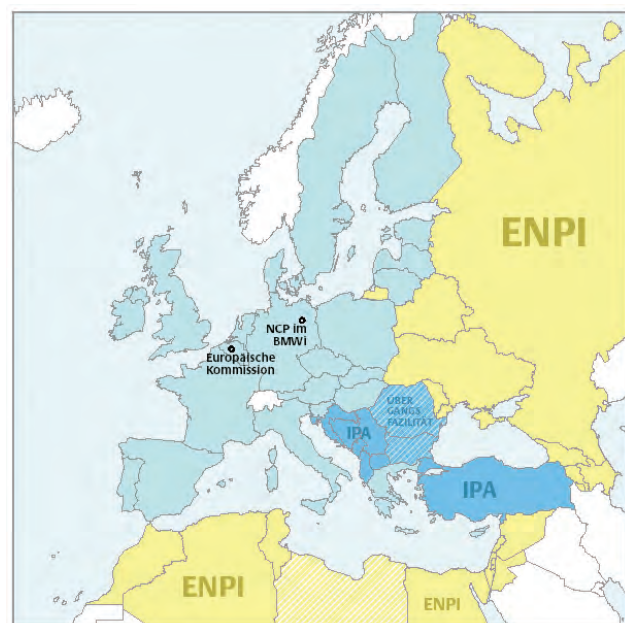 ENPI
NCP im
BMWi
Europäische
Kommission
ÜBER
GANGS
FAZILITÄT
IPA
IPA
ENPI
ENPI